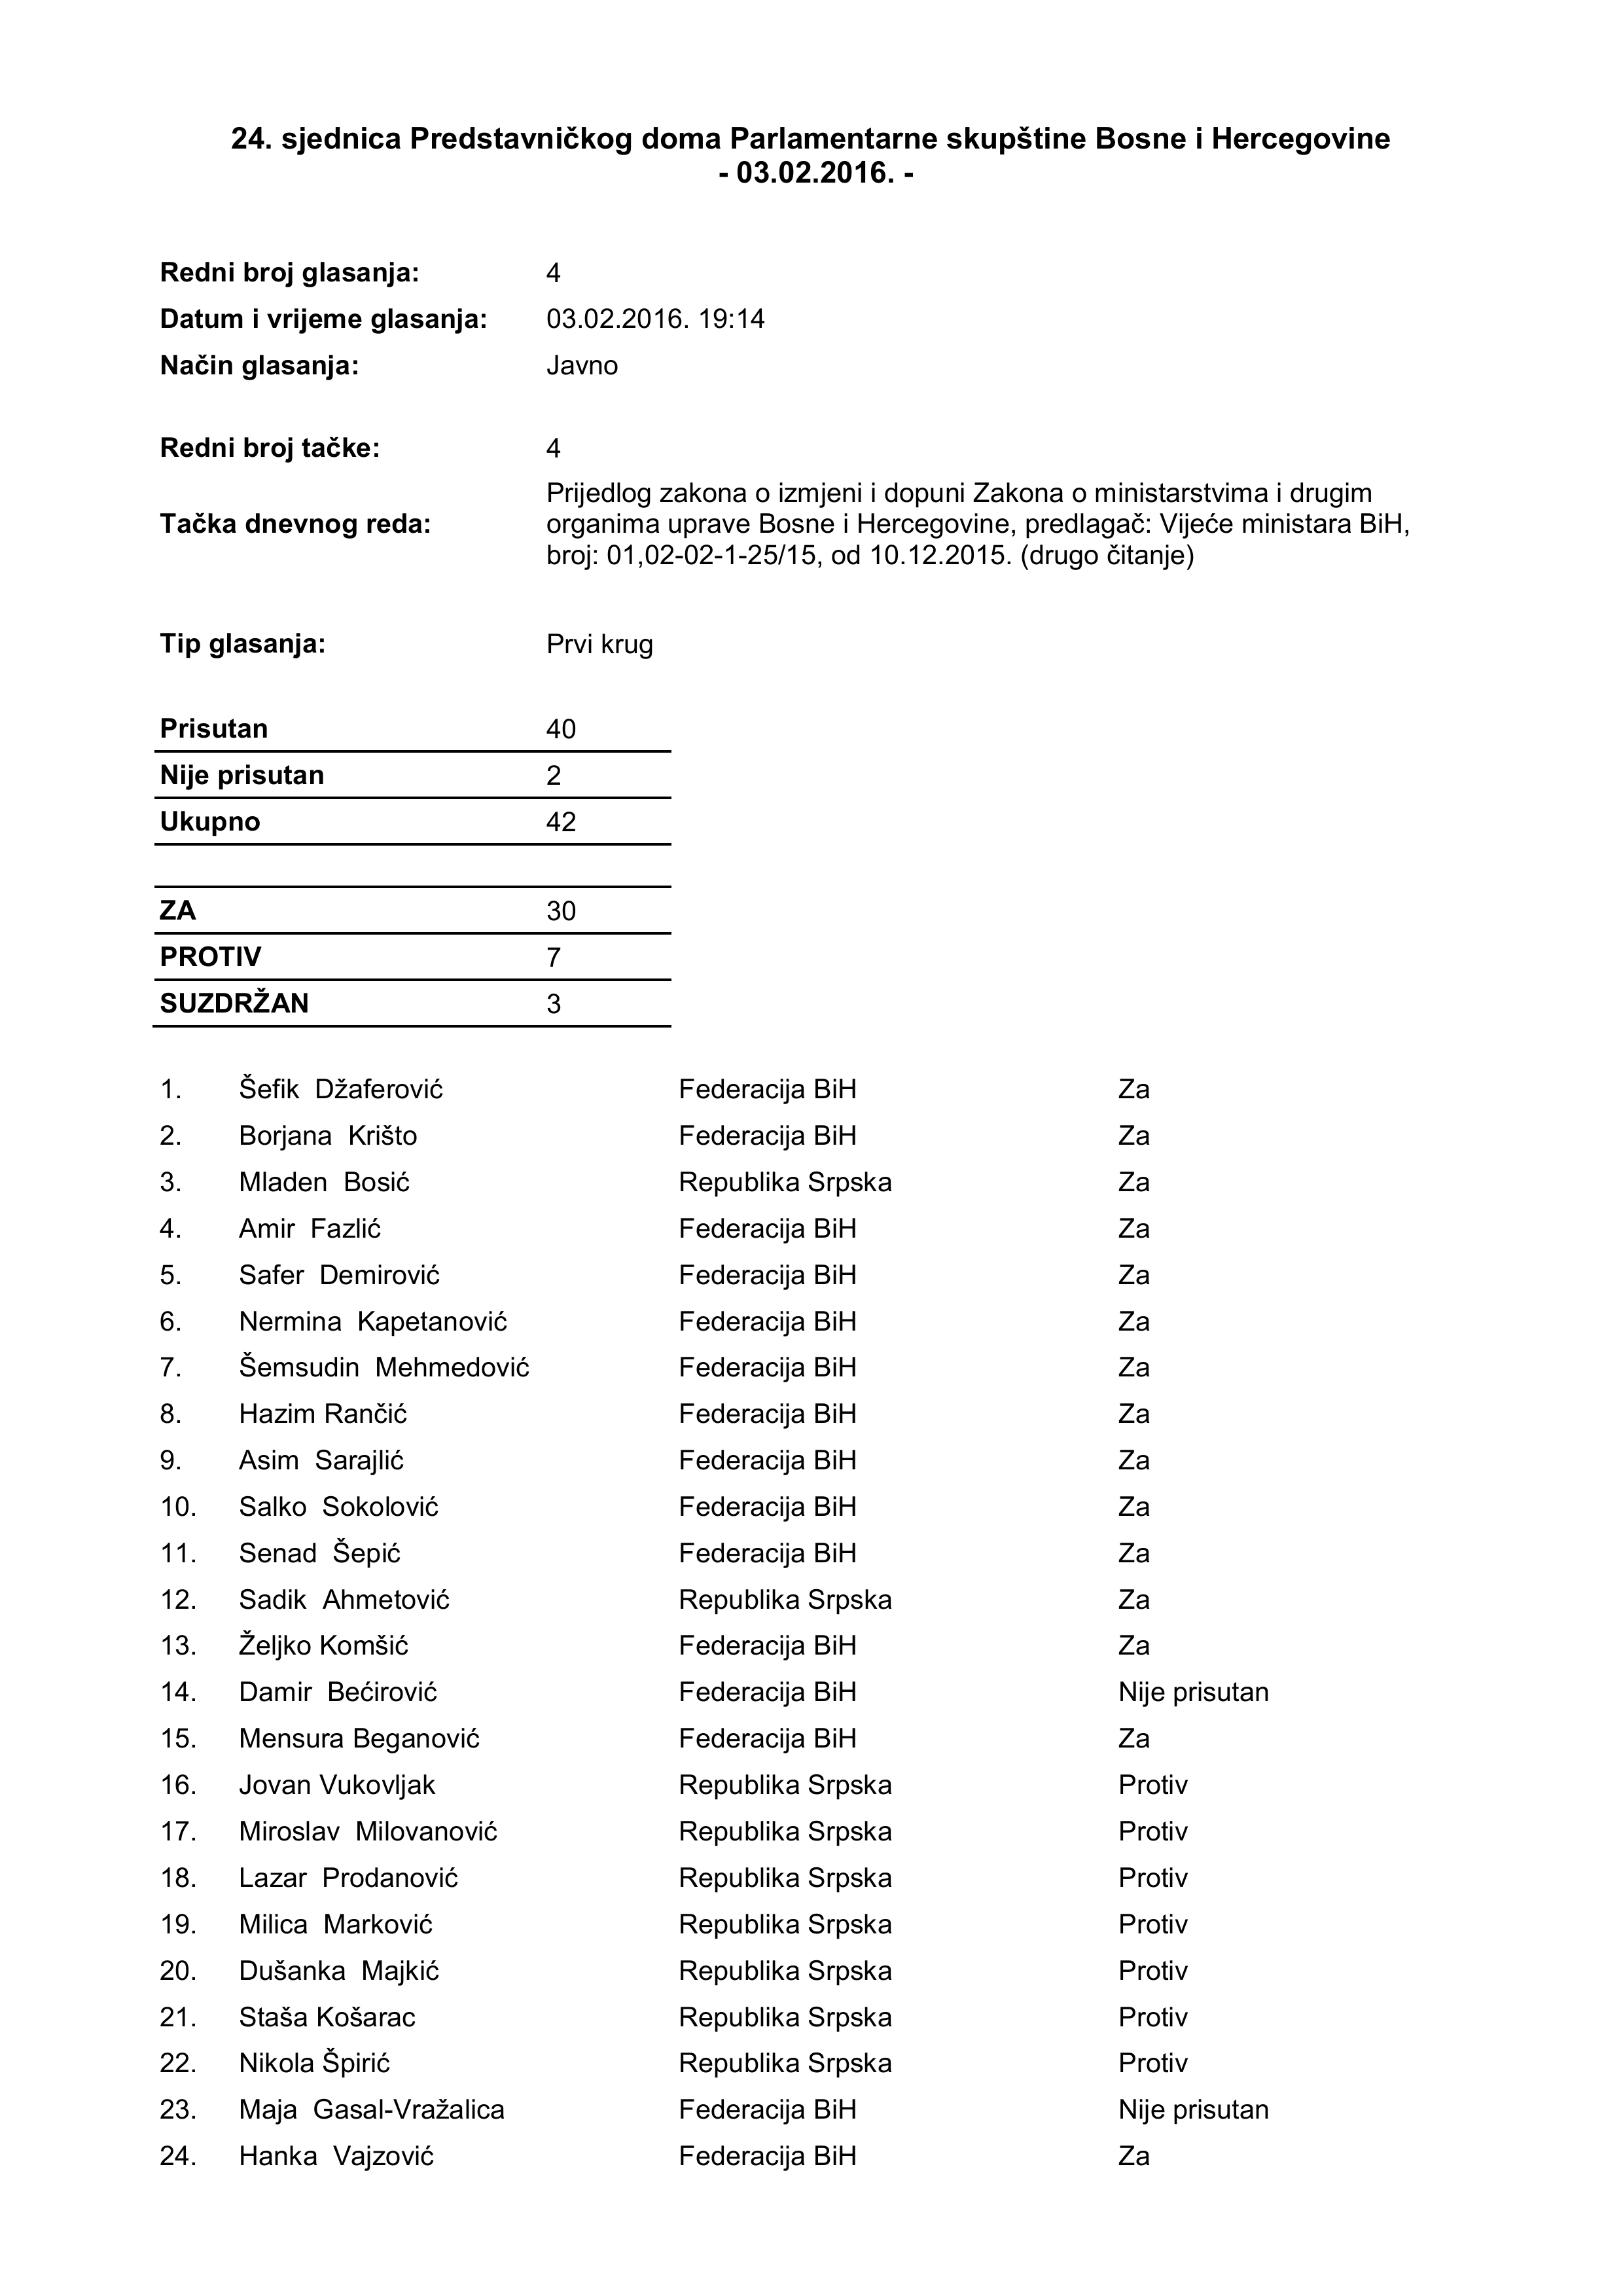 24. sjednica Predstavničkog doma Parlamentarne skupštine Bosne i Hercegovine
- 03.02.2016. -
Redni broj glasanja: 4
Datum i vrijeme glasanja: 03.02.2016. 19:14
Način glasanja: Javno
Redni broj tačke: 4
Tačka dnevnog reda: Prijedlog zakona o izmjeni i dopuni Zakona o ministarstvima i drugim
organima uprave Bosne i Hercegovine, predlagač: Vijeće ministara BiH,
broj: 01,02-02-1-25/15, od 10.12.2015. (drugo čitanje)
Tip glasanja: Prvi krug
Prisutan 40
Nije prisutan 2
Ukupno 42
ZA 30
PROTIV 7
SUZDRŽAN 3
1. Šefik Džaferović Federacija BiH Za
2. Borjana Krišto Federacija BiH Za
3. Mladen Bosić Republika Srpska Za
4. Amir Fazlić Federacija BiH Za
5. Safer Demirović Federacija BiH Za
6. Nermina Kapetanović Federacija BiH Za
7. Šemsudin Mehmedović Federacija BiH Za
8. Hazim Rančić Federacija BiH Za
9. Asim Sarajlić Federacija BiH Za
10. Salko Sokolović Federacija BiH Za
11. Senad Šepić Federacija BiH Za
12. Sadik Ahmetović Republika Srpska Za
13. Željko Komšić Federacija BiH Za
14. Damir Bećirović Federacija BiH Nije prisutan
15. Mensura Beganović Federacija BiH Za
16. Jovan Vukovljak Republika Srpska Protiv
17. Miroslav Milovanović Republika Srpska Protiv
18. Lazar Prodanović Republika Srpska Protiv
19. Milica Marković Republika Srpska Protiv
20. Dušanka Majkić Republika Srpska Protiv
21. Staša Košarac Republika Srpska Protiv
22. Nikola Špirić Republika Srpska Protiv
23. Maja Gasal-Vražalica Federacija BiH Nije prisutan
24. Hanka Vajzović Federacija BiH Za